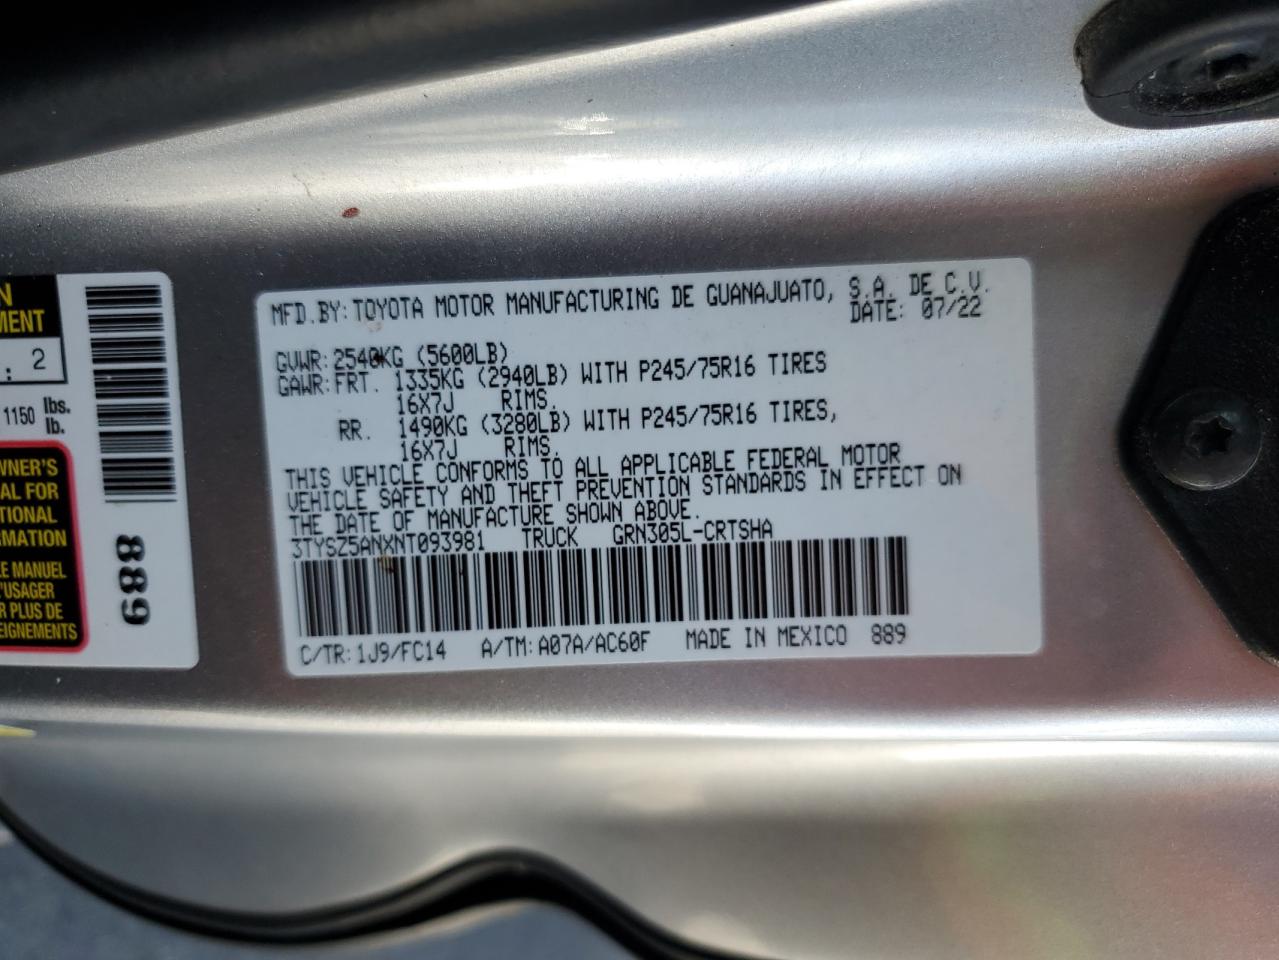 N
MENT
: 2
1150 lbs.
lb.
WNER'S
AL FOR
TIONAL
RMATION
E MANUEL
'USAGER
R PLUS DE
EIGNEMENTS
889
MFD.BY:TOYOTA MOTOR MANUFACTURING DE GUANAJUATO, S.A. DE C.V.
DATE: 07/22
GVWR:2540KG (5600LB)
GAWR:FRT. 1335KG (2940LB) WITH P245/75R16 TIRES
16X7J RIMS,
RR. 1490KG (3280LB) WITH P245/75R16 TIRES,
16X7J RIMS.
THIS VEHICLE CONFORMS TO ALL APPLICABLE FEDERAL MOTOR
VEHICLE SAFETY AND THEFT PREVENTION STANDARDS IN EFFECT ON
THE DATE OF MANUFACTURE SHOWN ABOVE.
3TYSZ5ANXNT093981 TRUCK GRN305L-CRTSHA
C/TR:1J9/FC14 A/TM:A07A/AC60F MADE IN MEXICO 889